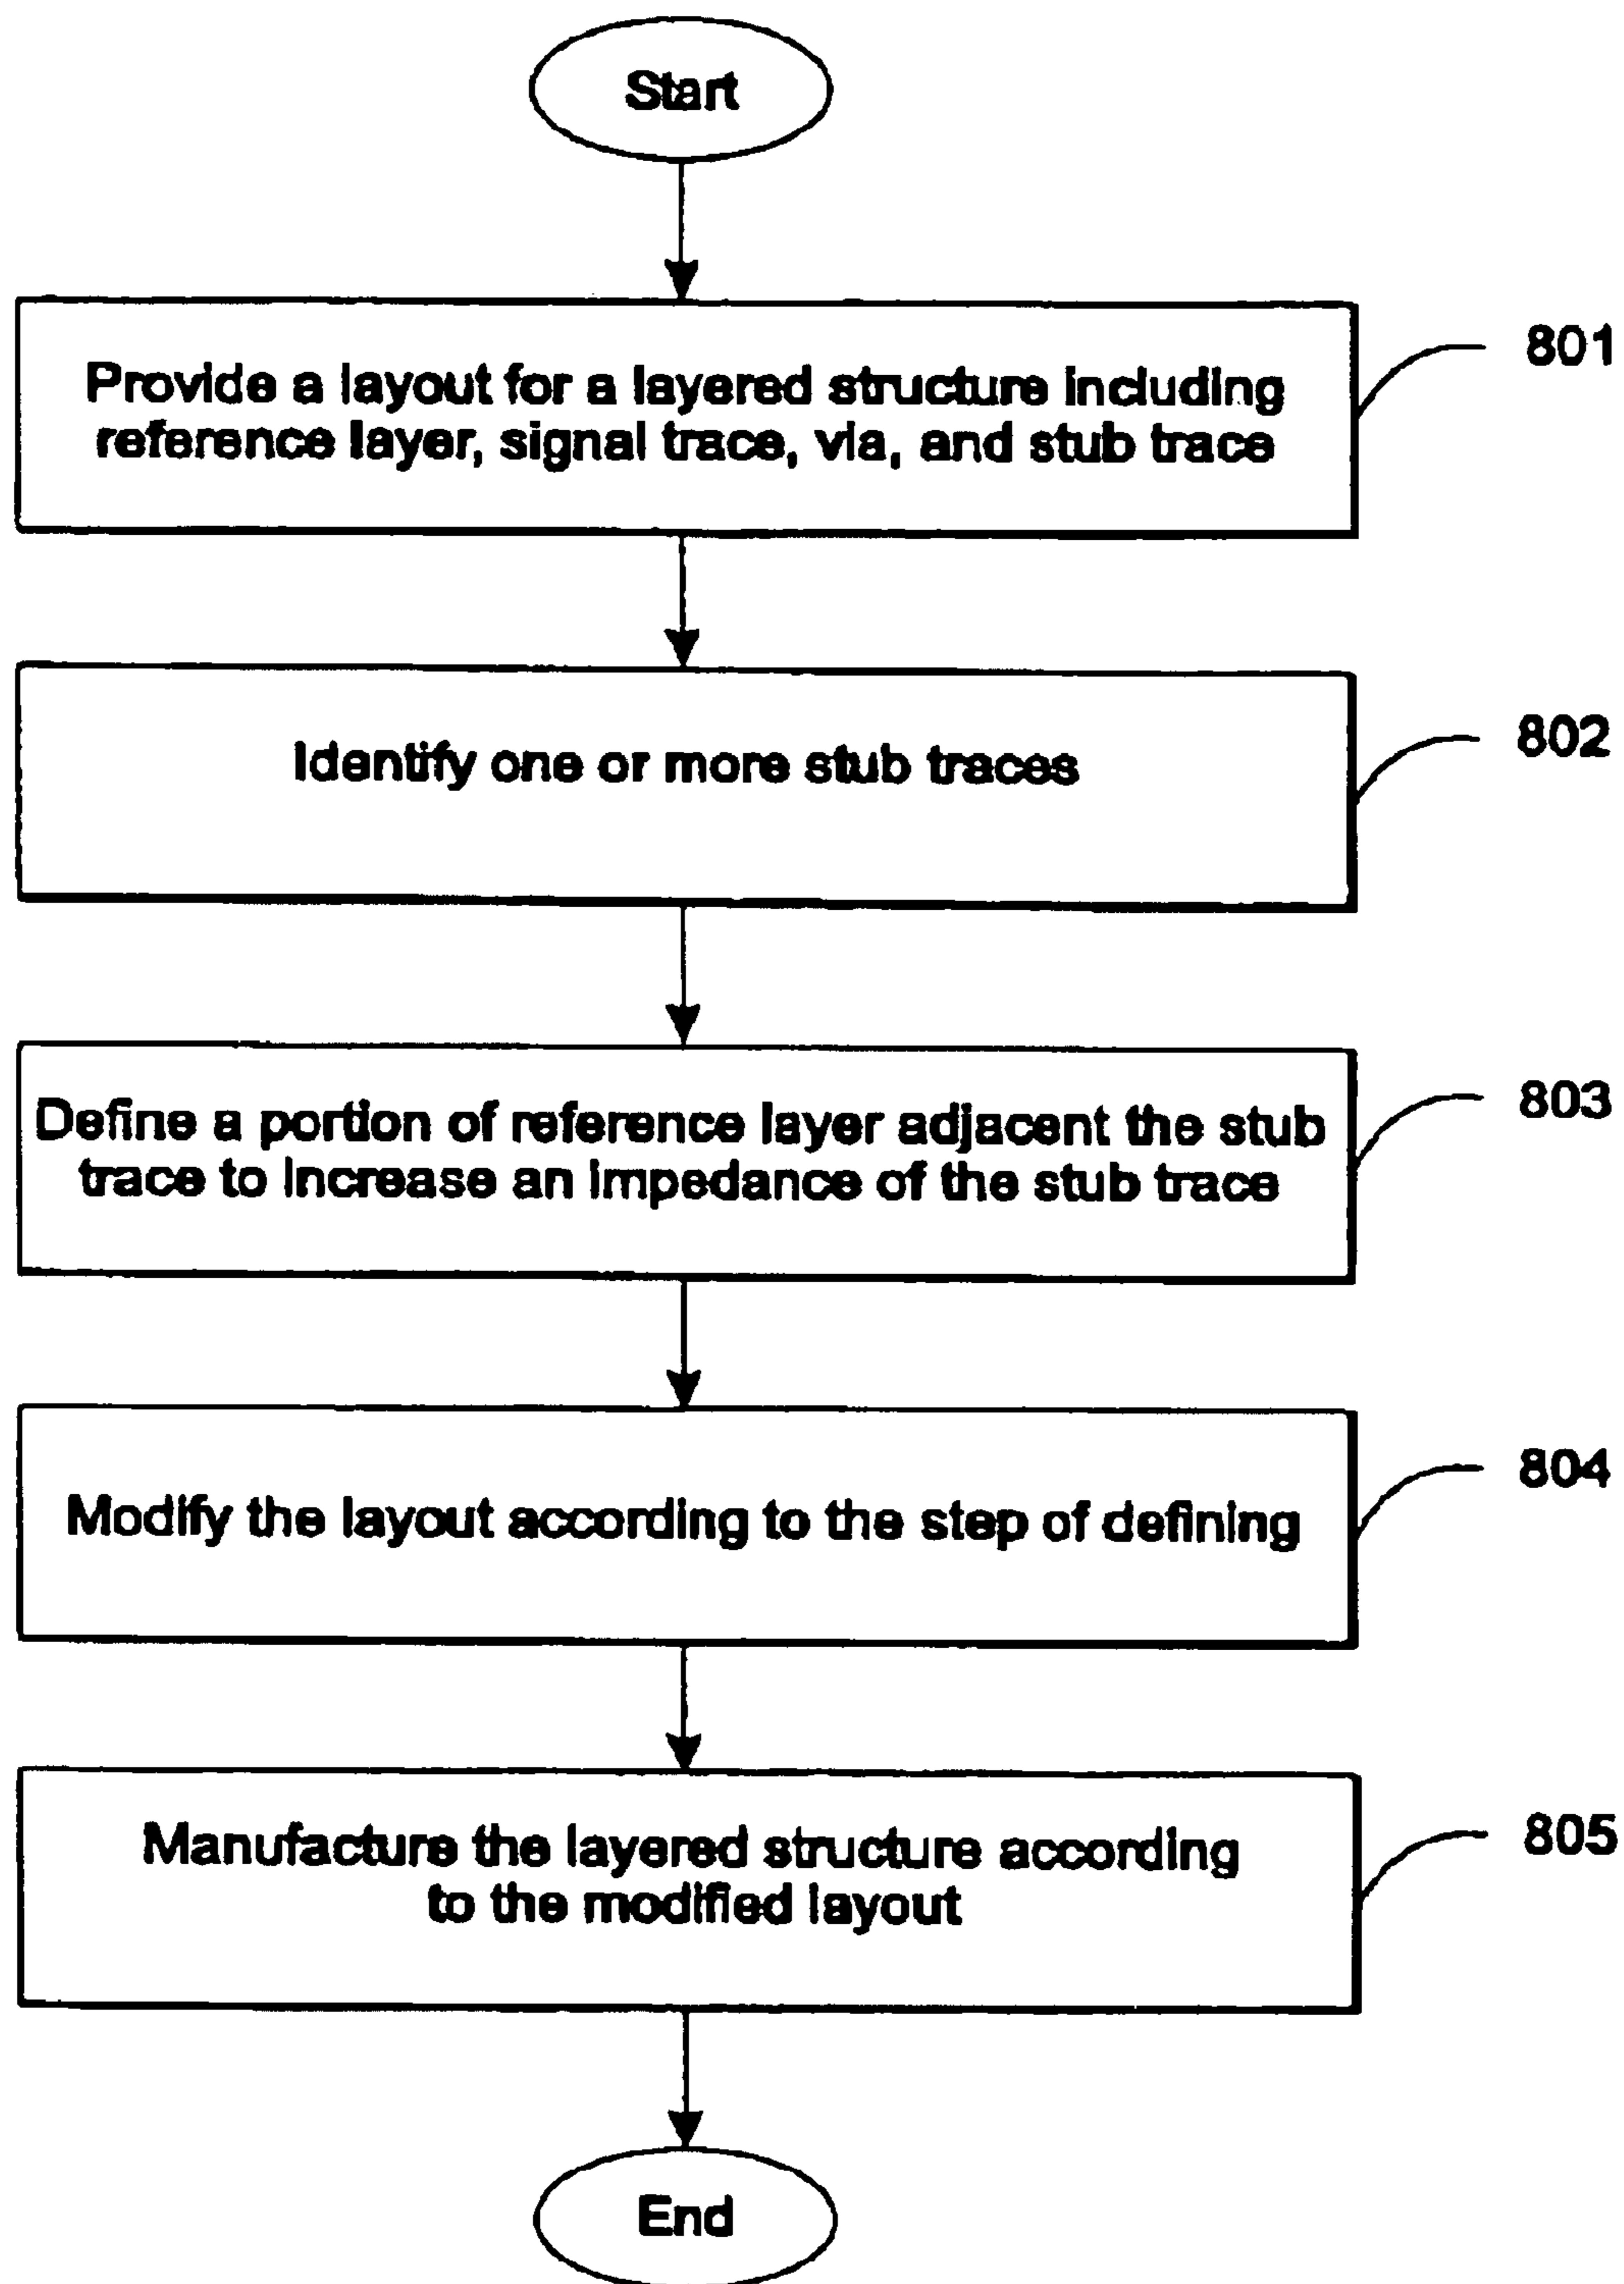 Start
Provide a layout for a layered structure including
reference layer, signal trace, via, and stub trace
801
Identify one or more stub traces
802
Define a portion of reference layer adjacent the stub
trace to increase an impedance of the stub trace
803
Modify the layout according to the step of defining
804
Manufacture the layered structure according
to the modified layout
805
End